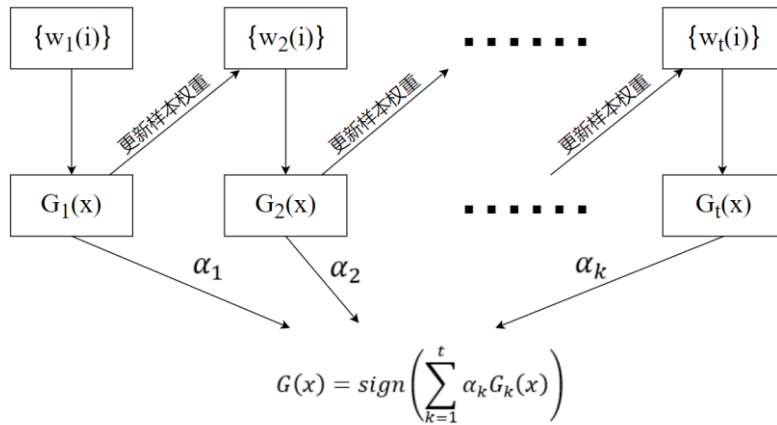 {w₁(i)} {w₂(i)} ▪▪▪▪▪▪ {wₜ(i)}
更新样本权重 更新样本权重 更新样本权重
G₁(x) G₂(x) ▪▪▪▪▪▪ Gₜ(x)
α₁ α₂ αₖ
G(x) = sign(∑ₖ₌₁ᵗ αₖGₖ(x))